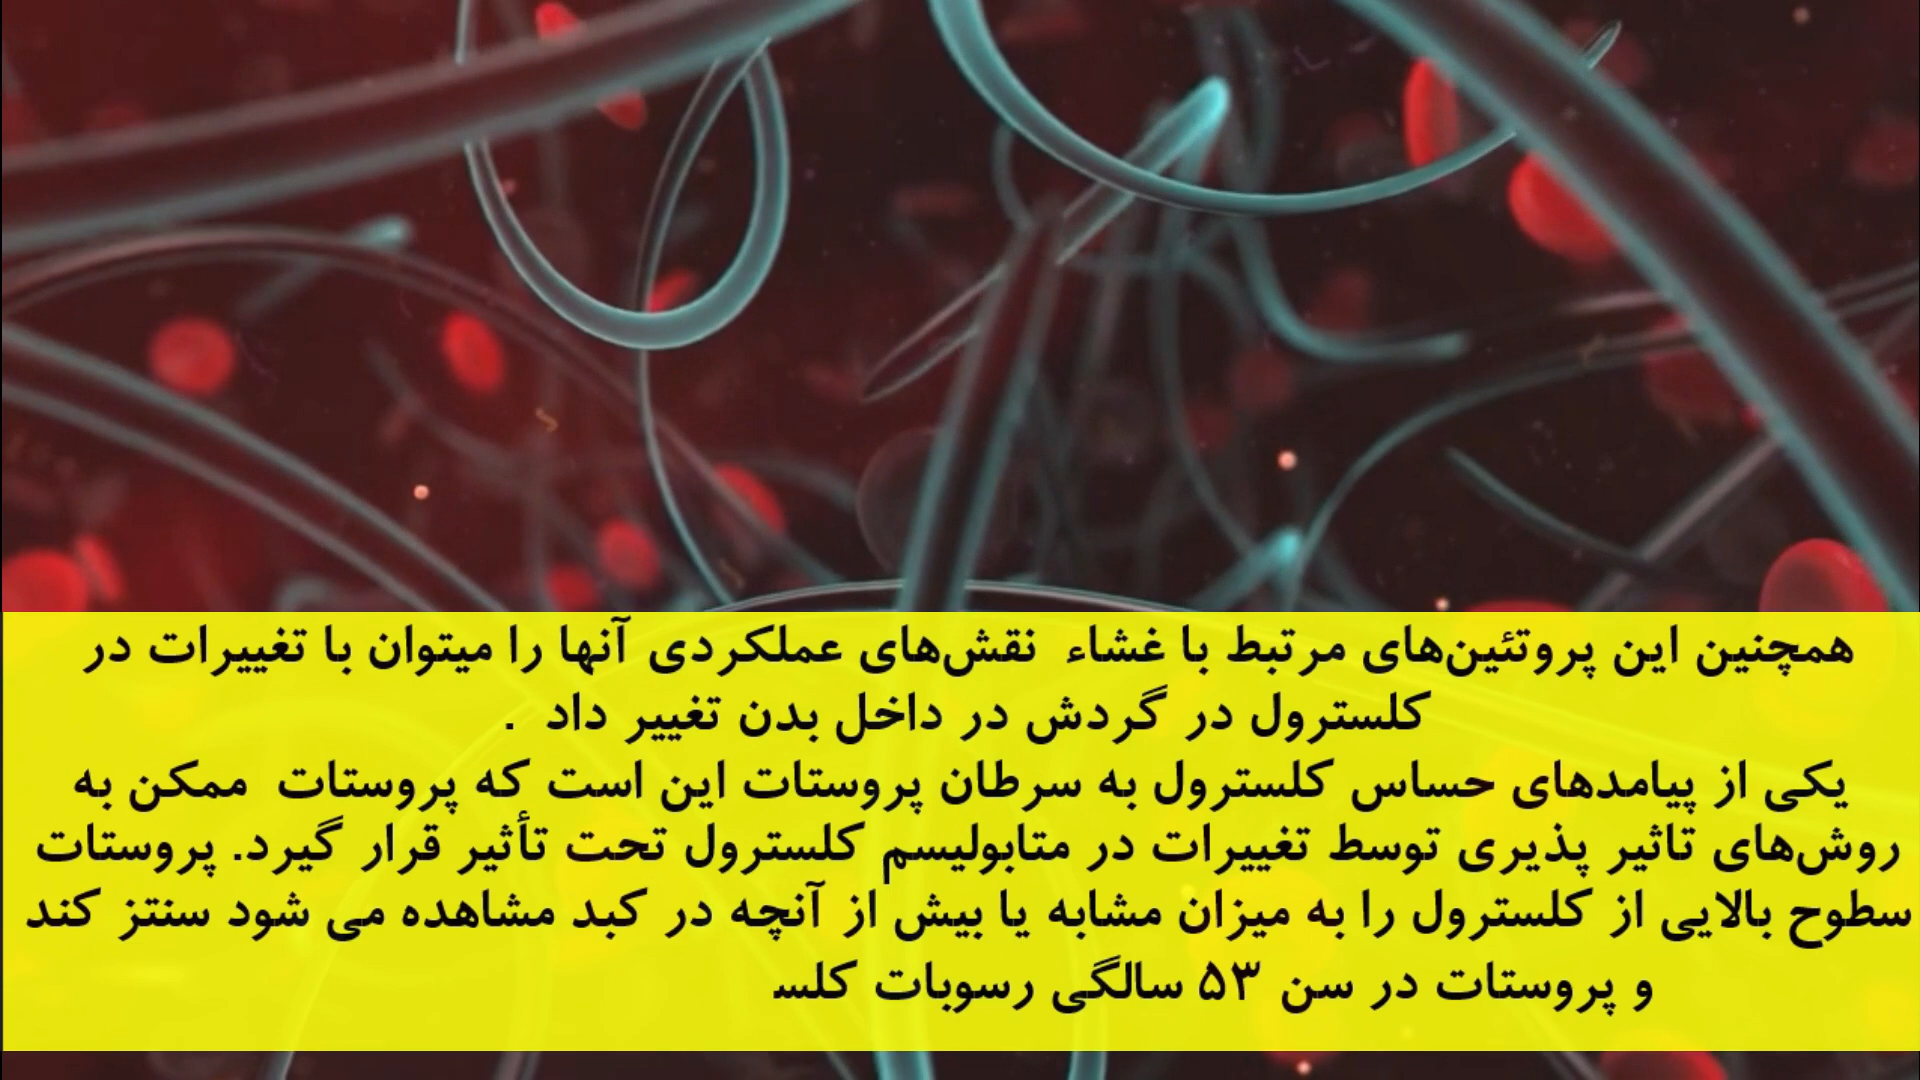 همچنین این پروتئین‌های مرتبط با غشاء  نقش‌های عملکردی آنها را میتوان با تغییرات در
کلسترول در گردش در داخل بدن تغییر داد  .
یکی از پیامدهای حساس کلسترول به سرطان پروستات این است که پروستات  ممکن به
روش‌های تاثیر پذیری توسط تغییرات در متابولیسم کلسترول تحت تأثیر قرار گیرد. پروستات
سطوح بالایی از کلسترول را به میزان مشابه یا بیش از آنچه در کبد مشاهده می شود سنتز کند
و پروستات در سن ۵۳ سالگی رسوبات کلسـ